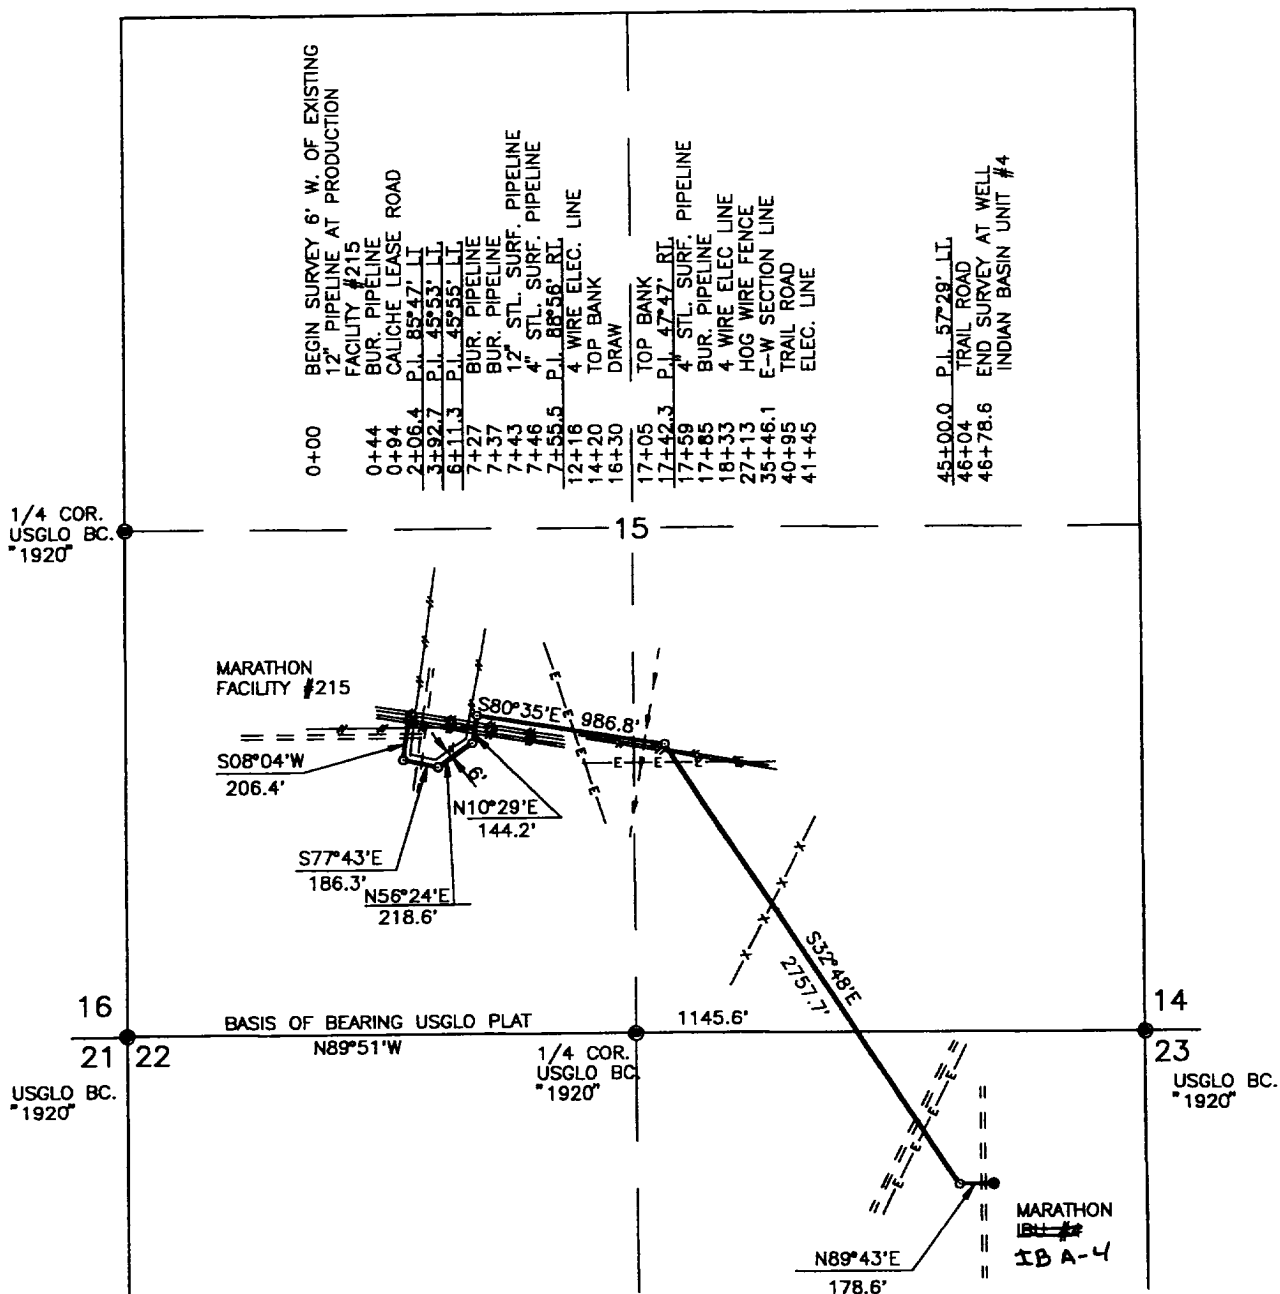 0+00 BEGIN SURVEY 6' W. OF EXISTING
12" PIPELINE AT PRODUCTION
FACILITY #215
0+44 BUR. PIPELINE
0+94 CALICHE LEASE ROAD
2+06.4 P.I. 85°47' LT.
3+92.7 P.I. 45°53' LT.
6+11.3 P.I. 45°55' LT.
7+27 BUR. PIPELINE
7+37 BUR. PIPELINE
7+43 12" STL. SURF. PIPELINE
7+46 4" STL. SURF. PIPELINE
7+55.5 P.I. 88°56' RT.
12+16 4 WIRE ELEC. LINE
14+20 TOP BANK
16+30 DRAW
17+05 TOP BANK
17+42.3 P.I. 47°47' RT.
17+59 4" STL. SURF. PIPELINE
17+85 BUR. PIPELINE
18+33 4 WIRE ELEC LINE
27+13 HOG WIRE FENCE
35+46.1 E-W SECTION LINE
40+95 TRAIL ROAD
41+45 ELEC. LINE
45+00.0 P.I. 57°29' LT.
46+04 TRAIL ROAD
46+78.6 END SURVEY AT WELL
INDIAN BASIN UNIT #4
1/4 COR.
USGLO BC.
"1920"
15
MARATHON
FACILITY #215
S80°35'E 986.8'
S08°04'W
206.4'
6'
N10°29'E
144.2'
S77°43'E
186.3'
N56°24'E
218.6'
S32°48'E
2757.7'
16
14
BASIS OF BEARING USGLO PLAT
N89°51'W
1145.6'
21 22
23
1/4 COR.
USGLO BC.
"1920"
USGLO BC.
"1920"
USGLO BC.
"1920"
MARATHON
IBU #4
IB A-4
N89°43'E
178.6'